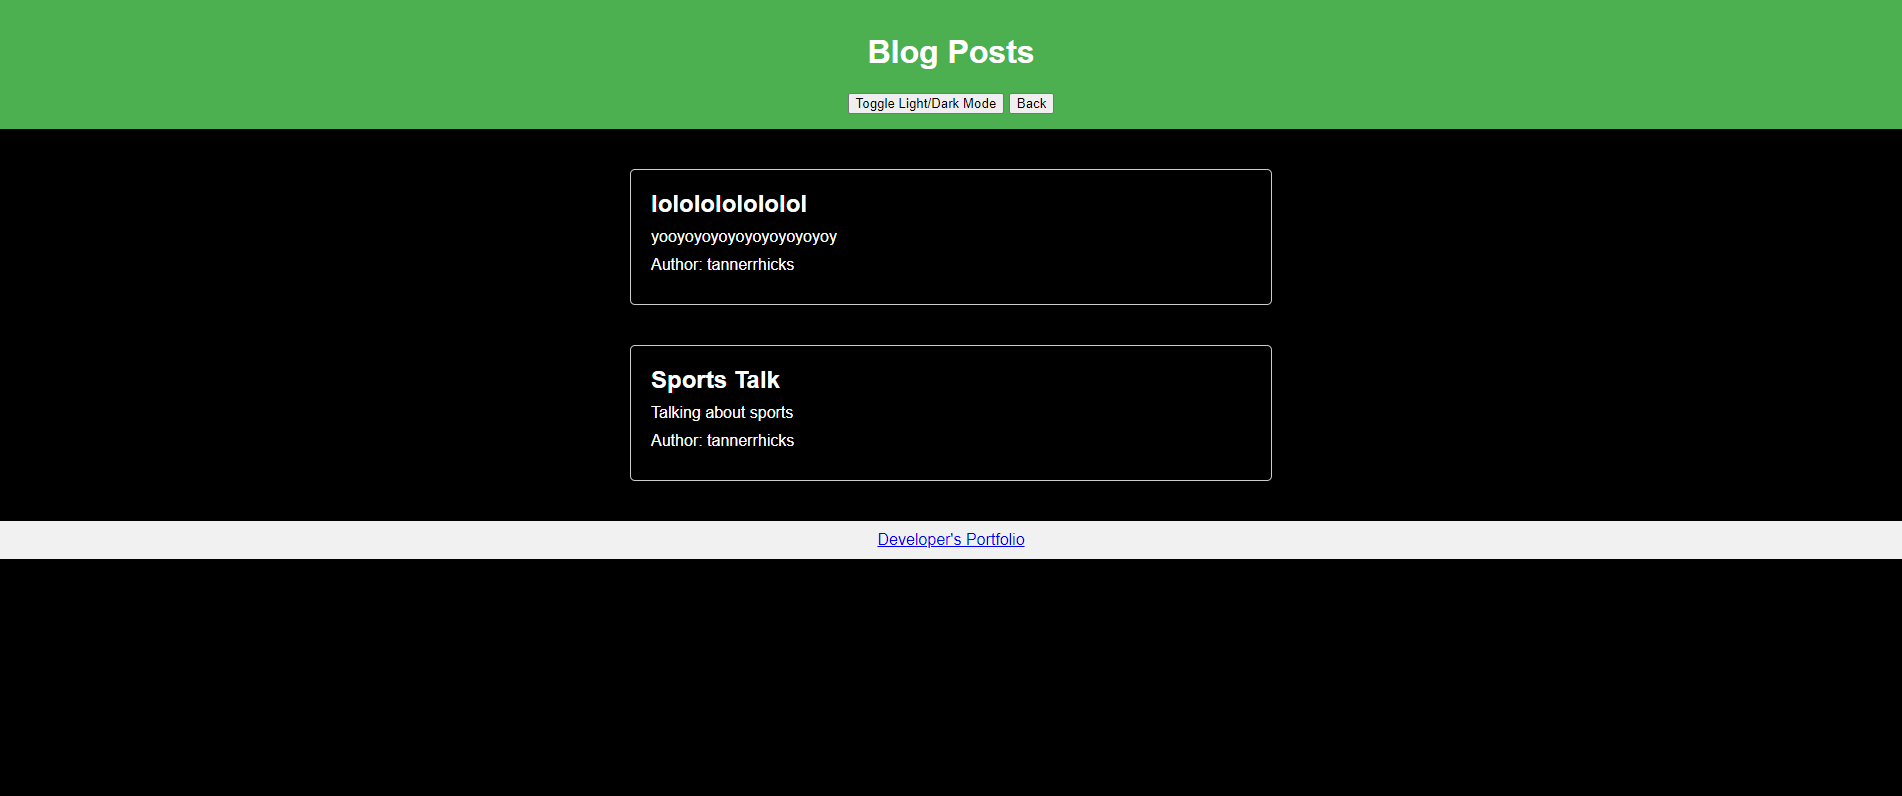 Blog Posts
Toggle Light/Dark Mode Back
lolololololololol
yooyoyoyoyoyoyoyoyoyoy
Author: tannerrhicks
Sports Talk
Talking about sports
Author: tannerrhicks
Developer's Portfolio